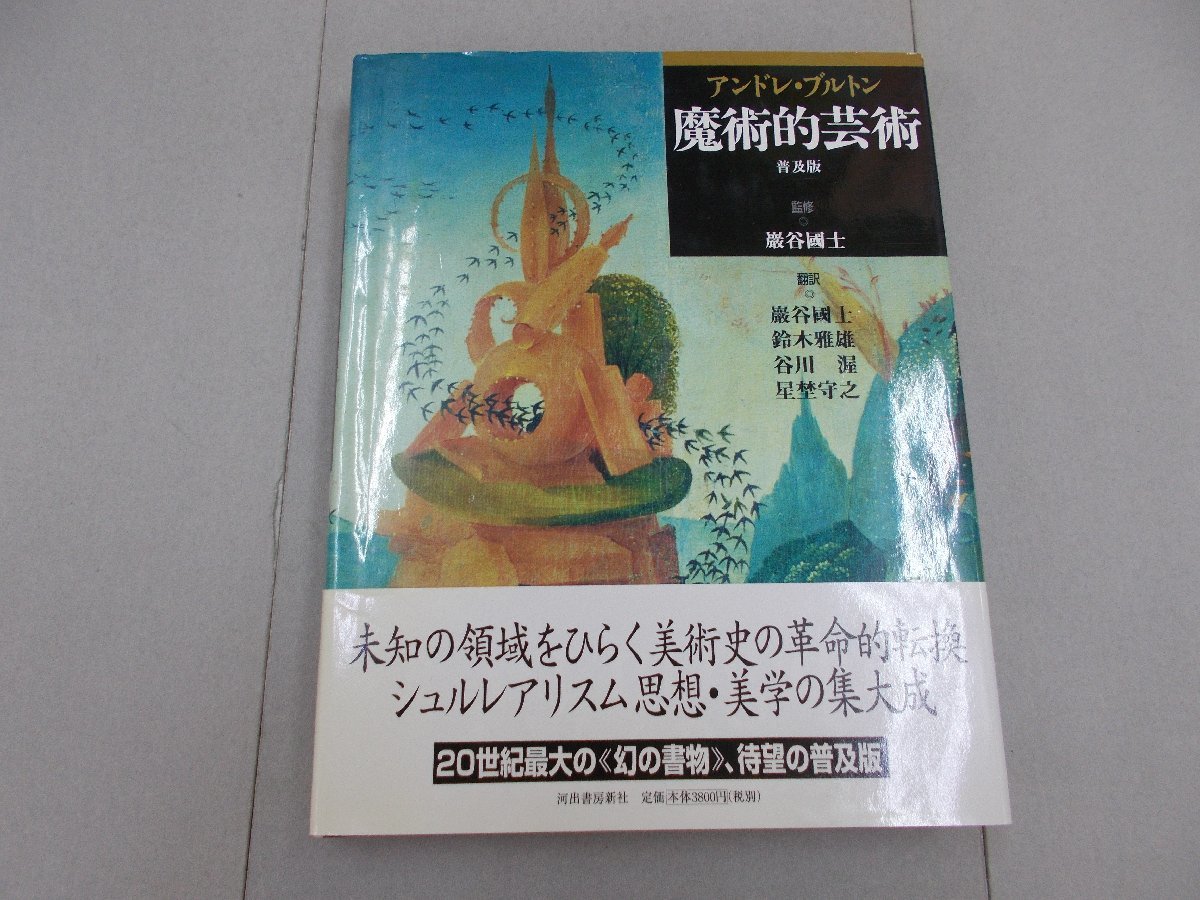 アンドレ・ブルトン
魔術的芸術
普及版
監修
巖谷國士
翻訳
巖谷國士
鈴木雅雄
谷川 渥
星埜守之
未知の領域をひらく美術史の革命的転換
シュルレアリスム思想・美学の集大成
20世紀最大の《幻の書物》、待望の普及版
河出書房新社 定価 本体3800円(税別)